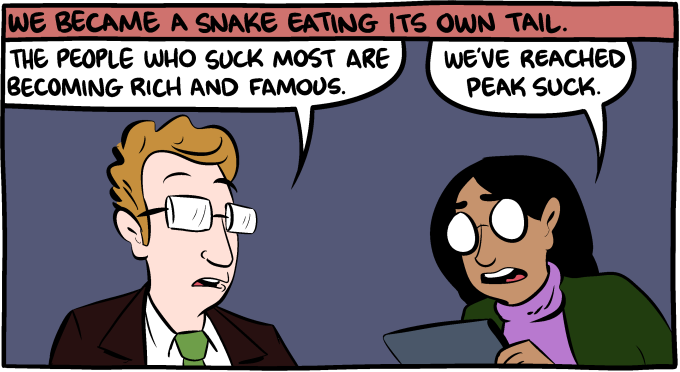 WE BECAME A SNAKE EATING ITS OWN TAIL.
THE PEOPLE WHO SUCK MOST ARE
BECOMING RICH AND FAMOUS.
WE'VE REACHED
PEAK SUCK.